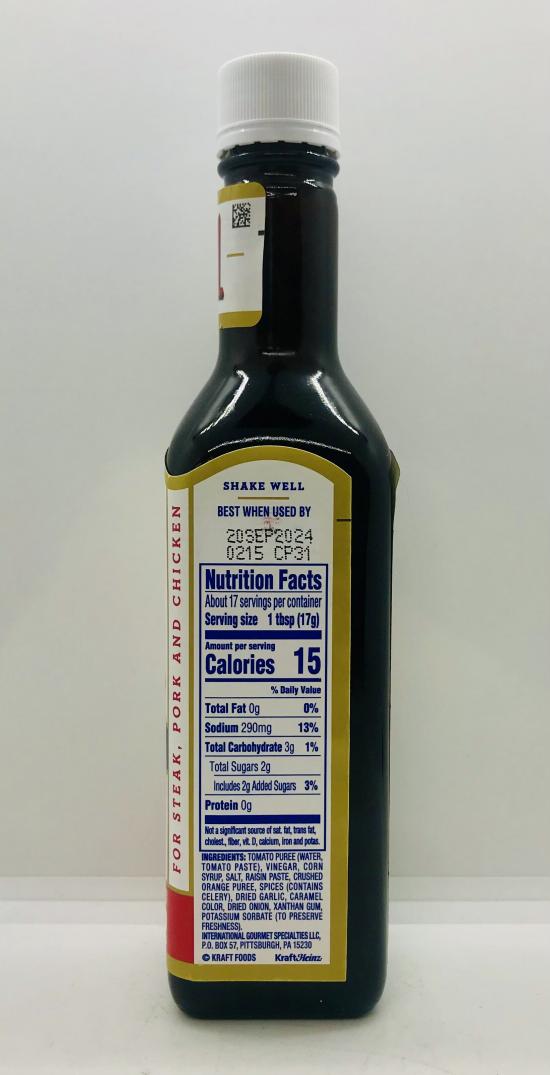 SHAKE WELL
BEST WHEN USED BY
20SEP2024
0215 CP31
Nutrition Facts
About 17 servings per container
Serving size 1 tbsp (17g)
Amount per serving
Calories 15
% Daily Value
Total Fat 0g 0%
Sodium 290mg 13%
Total Carbohydrate 3g 1%
Total Sugars 2g
Includes 2g Added Sugars 3%
Protein 0g
Not a significant source of sat. fat, trans fat,
cholest., fiber, vit. D, calcium, iron and potas.
INGREDIENTS: TOMATO PUREE (WATER,
TOMATO PASTE), VINEGAR, CORN
SYRUP, SALT, RAISIN PASTE, CRUSHED
ORANGE PUREE, SPICES (CONTAINS
CELERY), DRIED GARLIC, CARAMEL
COLOR, DRIED ONION, XANTHAN GUM,
POTASSIUM SORBATE (TO PRESERVE
FRESHNESS).
INTERNATIONAL GOURMET SPECIALTIES LLC,
P.O. BOX 57, PITTSBURGH, PA 15230
© KRAFT FOODS KraftHeinz
FOR STEAK, PORK AND CHICKEN